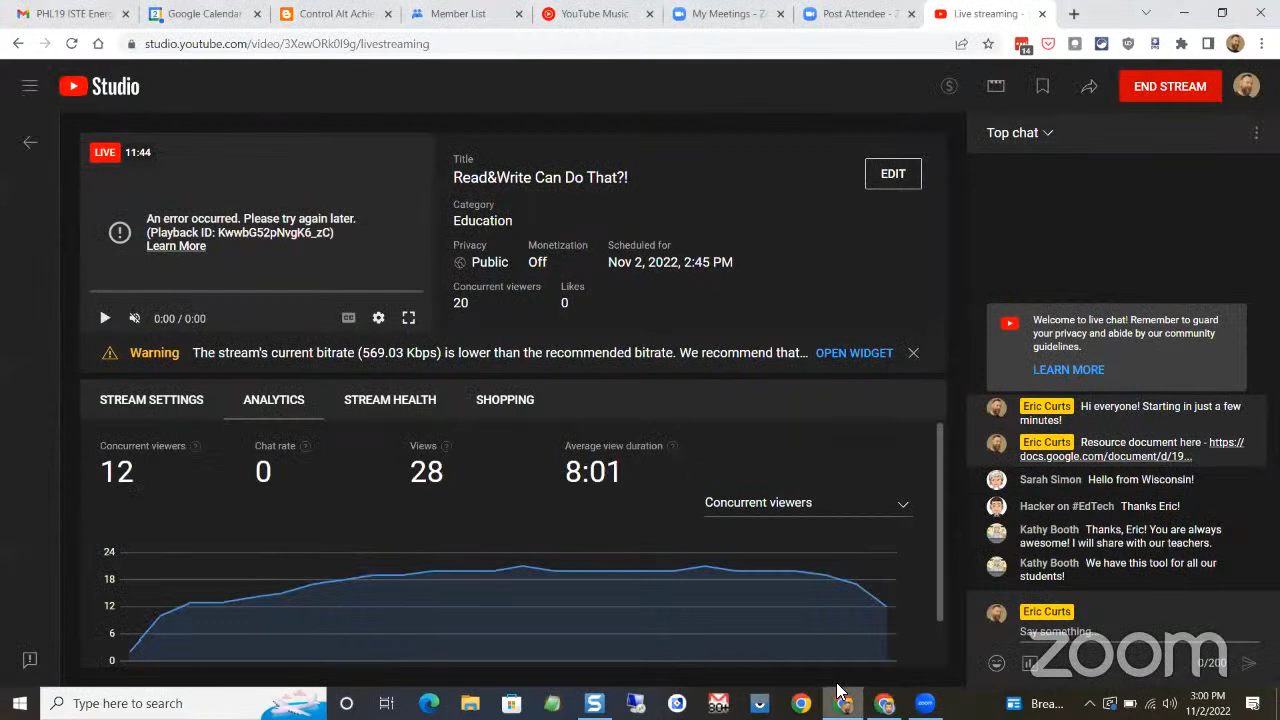 PHL19 ISTE Energ
Google Calendar
Control Alt Achie
Member List
YouTube Music
My Meetings - Z
Post Attendee - Z
Live streaming -
studio.youtube.com/video/3XewOh0090l9g/livestreaming
14
Studio
END STREAM
Top chat
LIVE 11:44
Title
Read&Write Can Do That?!
EDIT
An error occurred. Please try again later.
(Playback ID: KwwbG52pNvgK6_zC)
Learn More
Category
Education
Privacy Monetization Scheduled for
Public Off Nov 2, 2022, 2:45 PM
Concurrent viewers Likes
20 0
0:00 / 0:00
Warning The stream's current bitrate (569.03 Kbps) is lower than the recommended bitrate. We recommend that... OPEN WIDGET
STREAM SETTINGS ANALYTICS STREAM HEALTH SHOPPING
Concurrent viewers Chat rate Views Average view duration
12 0 28 8:01
Concurrent viewers
24
18
12
6
0
Welcome to live chat! Remember to guard
your privacy and abide by our community
guidelines.
LEARN MORE
Eric Curts Hi everyone! Starting in just a few
minutes!
Eric Curts Resource document here - https://
docs.google.com/document/d/19...
Sarah Simon Hello from Wisconsin!
Hacker on #EdTech Thanks Eric!
Kathy Booth Thanks, Eric! You are always
awesome! I will share with our teachers.
Kathy Booth We have this tool for all our
students!
Eric Curts
Say something...
0/200
zoom
Type here to search
30+
zoom
Brea...
3:00 PM
11/2/2022